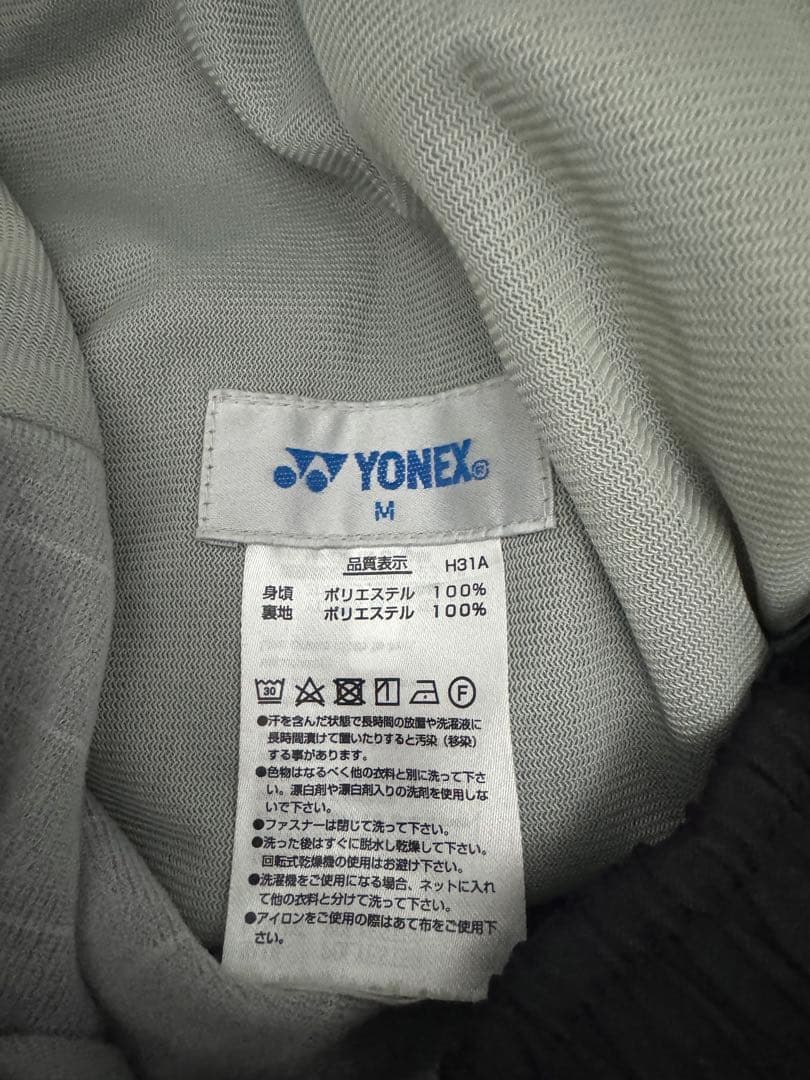 YONEX®
M
品質表示 H31A
身頃 ポリエステル 100%
裏地 ポリエステル 100%
30 F
●汗を含んだ状態で長時間の放置や洗濯液に
長時間漬けて置いたりすると汚染（移染）
する事があります。
●色物はなるべく他の衣料と別に洗って下さ
い。漂白剤や漂白剤入りの洗剤を使用しな
いで下さい。
●ファスナーは閉じて洗って下さい。
●洗った後はすぐに脱水し乾燥して下さい。
回転式乾燥機の使用はお避け下さい。
●洗濯機をご使用になる場合、ネットに入れ
て他の衣料と分けて洗って下さい。
●アイロンをご使用の際はあて布をご使用下
さい。